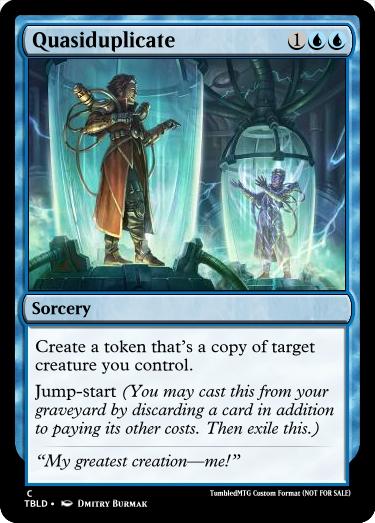 Quasiduplicate 1
Sorcery
Create a token that's a copy of target
creature you control.
Jump-start (You may cast this from your
graveyard by discarding a card in addition
to paying its other costs. Then exile this.)
“My greatest creation—me!”
C
TBLD • Dmitry Burmak
TumbledMTG Custom Format (NOT FOR SALE)